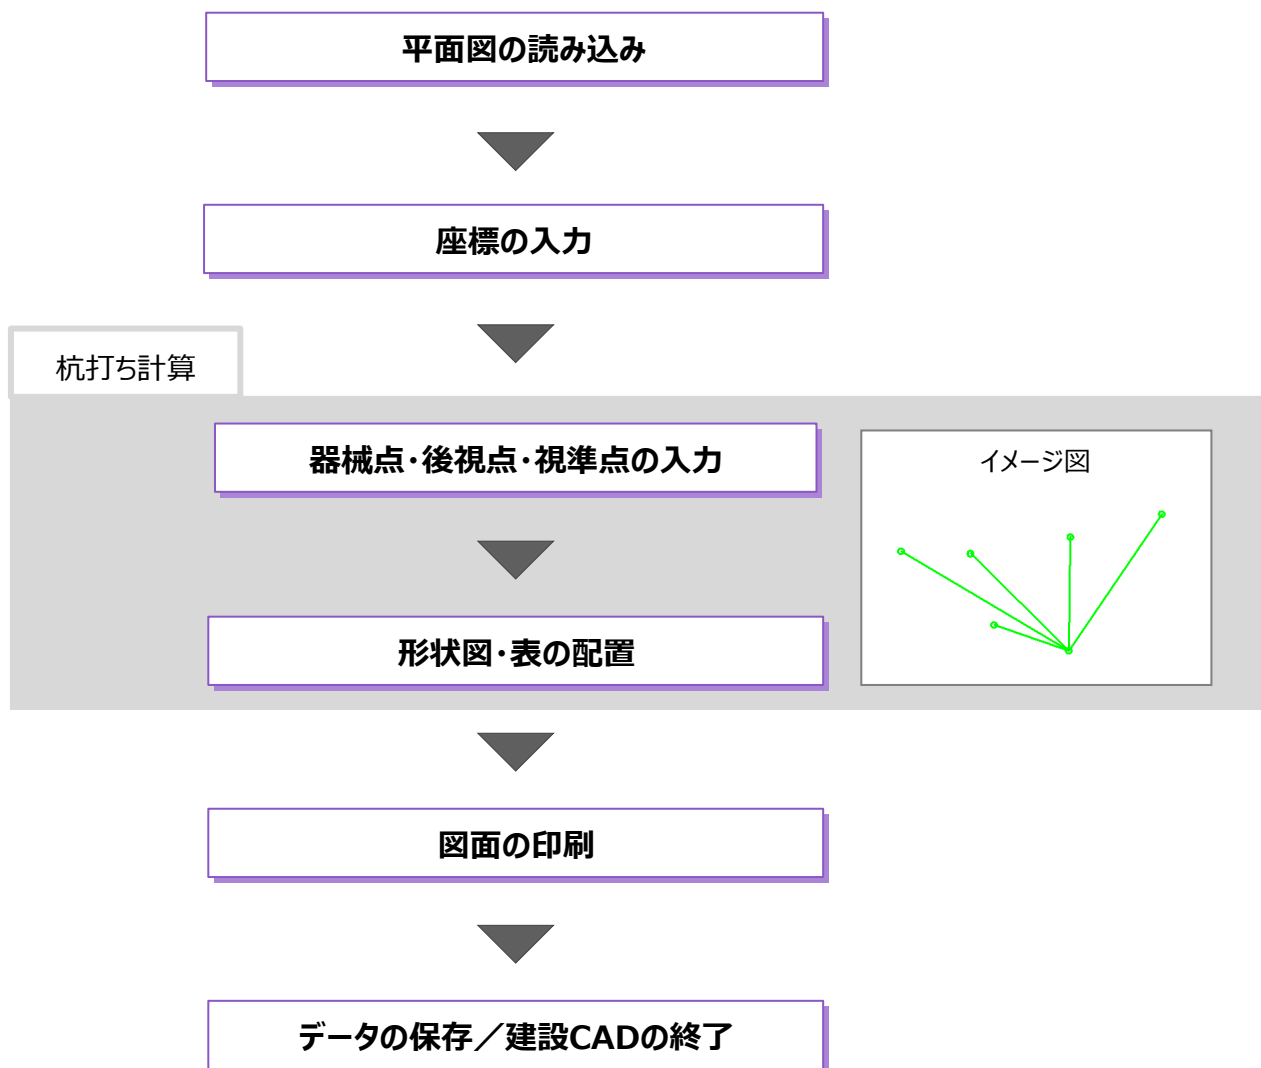 平面図の読み込み
座標の入力
杭打ち計算
器械点・後視点・視準点の入力
イメージ図
形状図・表の配置
図面の印刷
データの保存／建設CADの終了